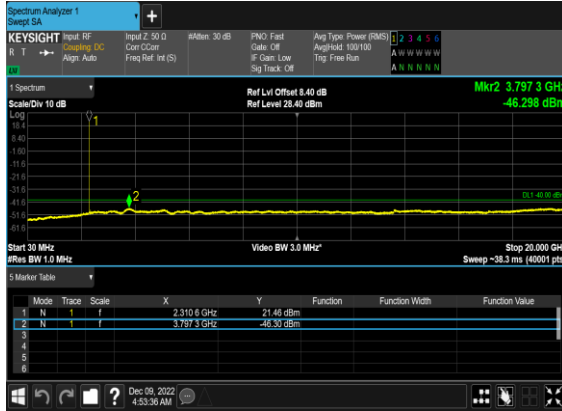 Spectrum Analyzer 1
Swept SA
+
KEYSIGHT Input: RF Input Z: 50 Ω #Atten: 30 dB PNO: Fast Avg Type: Power (RMS) 1 2 3 4 5 6
R T Coupling: DC Corr CCorr Gate: Off Avg|Hold: 100/100 A W W W W W
Align: Auto Freq Ref: Int (S) IF Gain: Low Trig: Free Run
Sig Track: Off A N N N N N
1 Spectrum Ref Lvl Offset 8.40 dB Mkr2 3.797 3 GHz
Scale/Div 10 dB Ref Level 28.40 dBm -46.298 dBm
Log
18.4
8.40
-1.60
-11.6
-21.6
-31.6
-41.6
-51.6
-61.6
1
2
DL1 -40.00 dB
Start 30 MHz Video BW 3.0 MHz* Stop 20.000 GH
#Res BW 1.0 MHz Sweep ~38.3 ms (40001 pts
5 Marker Table
Mode Trace Scale X Y Function Function Width Function Value
1 N 1 f 2.310 6 GHz 21.46 dBm
2 N 1 f 3.797 3 GHz -46.30 dBm
3
4
5
6
? Dec 09, 2022
4:53:36 AM